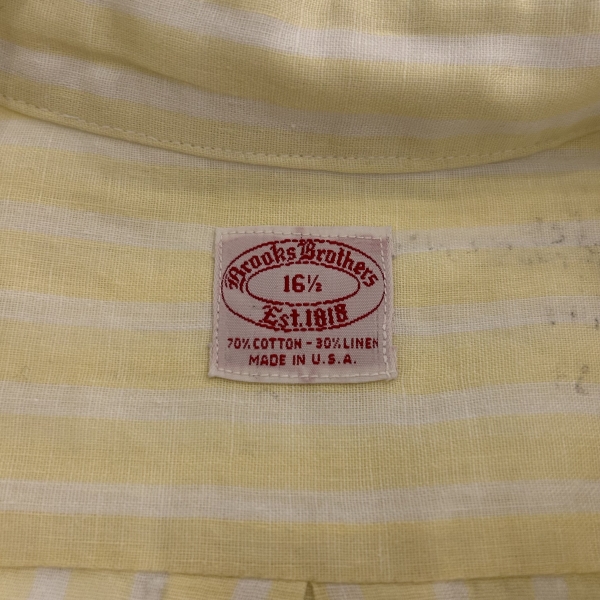 Brooks Brothers
16½
Est. 1818
70% COTTON - 30% LINEN
MADE IN U.S.A.